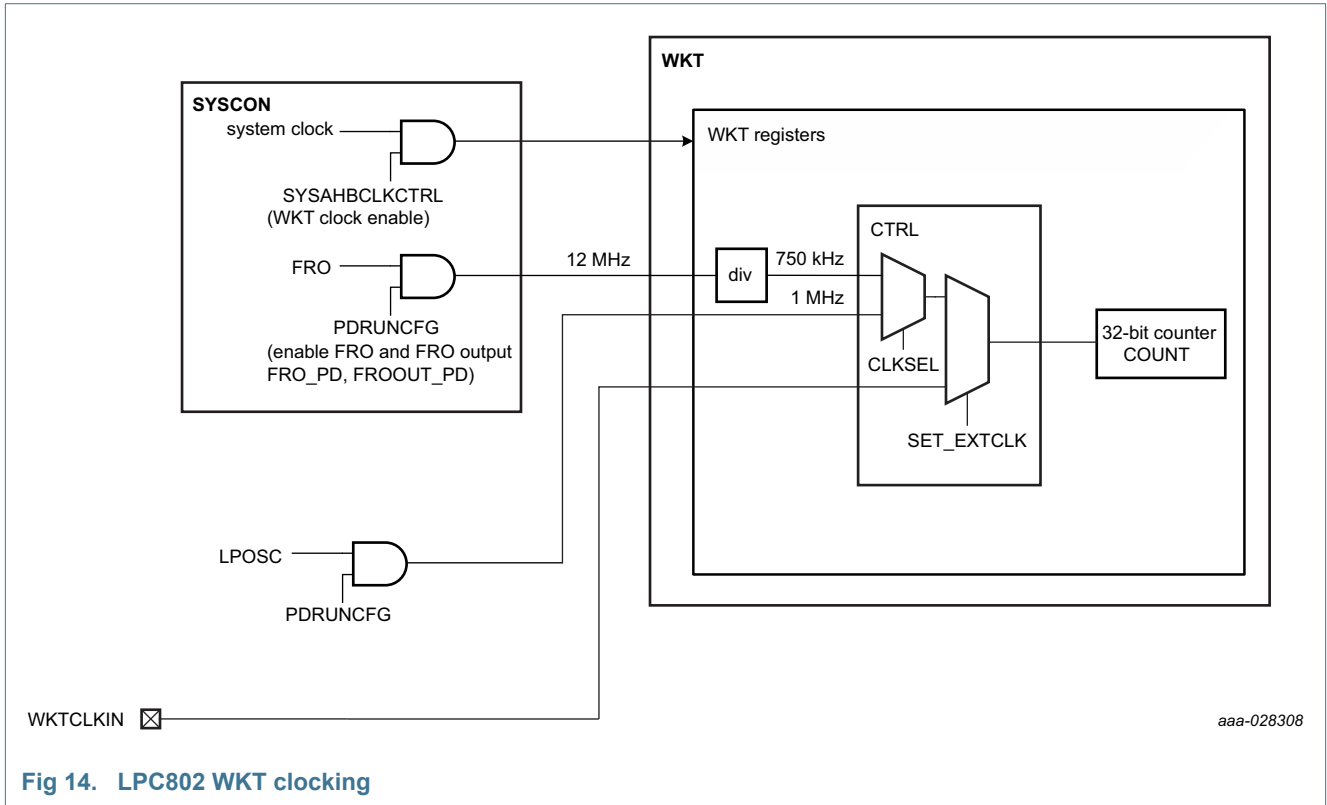 WKT
SYSCON
system clock
SYSAHBCLKCTRL
(WKT clock enable)
WKT registers
FRO
12 MHz
div
750 kHz
1 MHz
CTRL
CLKSEL
SET_EXTCLK
32-bit counter
COUNT
PDRUNCFG
(enable FRO and FRO output
FRO_PD, FROOUT_PD)
LPOSC
PDRUNCFG
WKTCLKIN
aaa-028308
Fig 14. LPC802 WKT clocking